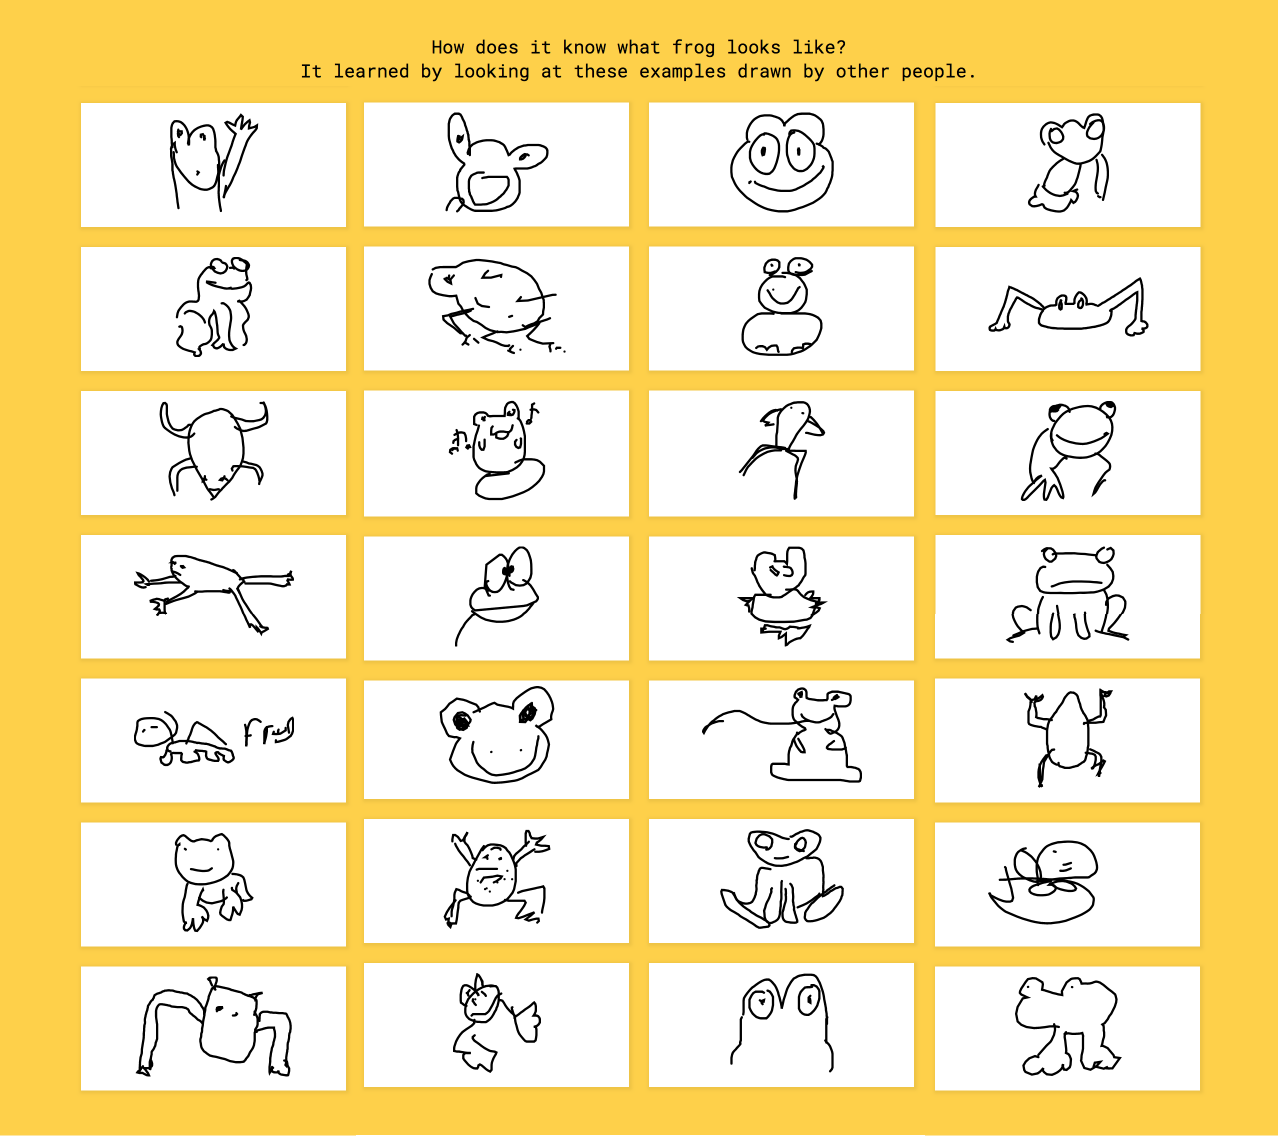 How does it know what frog looks like?
It learned by looking at these examples drawn by other people.